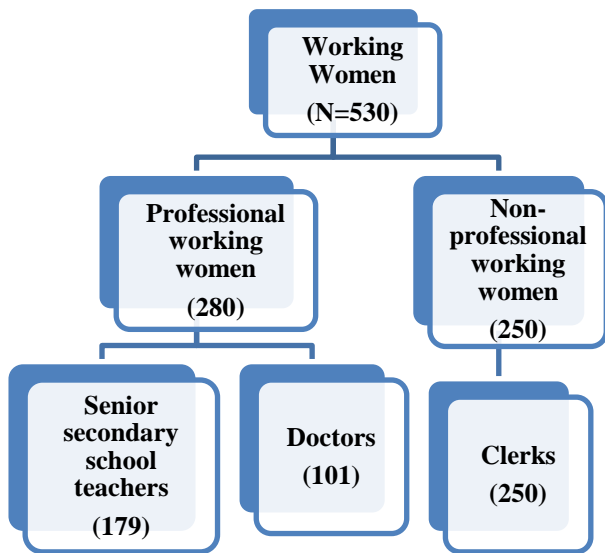 Working
Women
(N=530)
Professional
working
women
(280)
Non-
professional
working
women
(250)
Senior
secondary
school
teachers
(179)
Doctors
(101)
Clerks
(250)